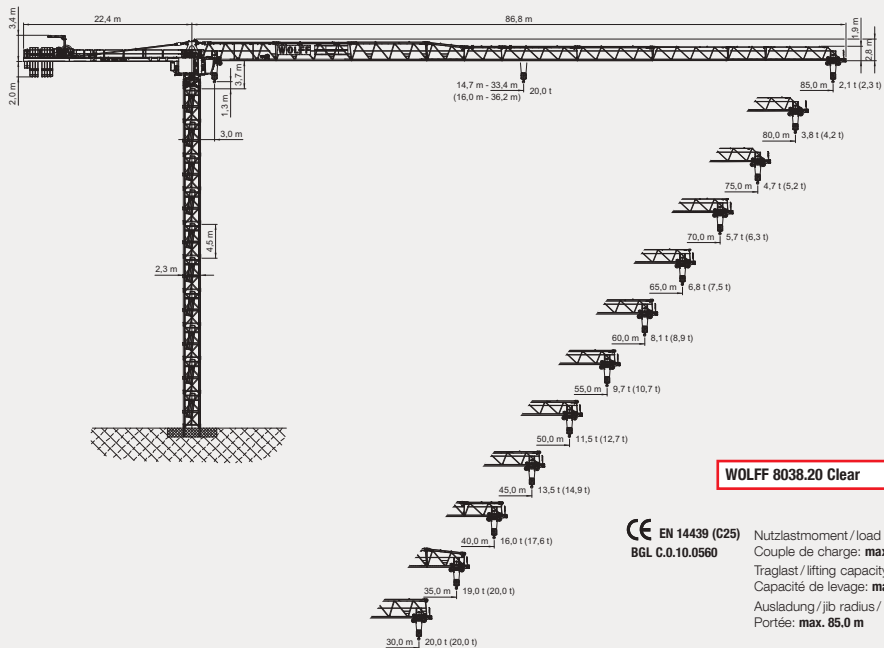 22,4 m
86,8 m
3,4 m
2,0 m
WOLFF
1,9 m
2,8 m
3,7 m
1,3 m
3,0 m
14,7 m - 33,4 m
(16,0 m - 36,2 m)
20,0 t
85,0 m 2,1 t (2,3 t)
80,0 m 3,8 t (4,2 t)
75,0 m 4,7 t (5,2 t)
70,0 m 5,7 t (6,3 t)
4,5 m
2,3 m
65,0 m 6,8 t (7,5 t)
60,0 m 8,1 t (8,9 t)
55,0 m 9,7 t (10,7 t)
50,0 m 11,5 t (12,7 t)
45,0 m 13,5 t (14,9 t)
40,0 m 16,0 t (17,6 t)
35,0 m 19,0 t (20,0 t)
30,0 m 20,0 t (20,0 t)
WOLFF 8038.20 Clear
CE EN 14439 (C25)
BGL C.0.10.0560
Nutzlastmoment / load
Couple de charge: max
Traglast / lifting capacity
Capacité de levage: ma
Ausladung / jib radius /
Portée: max. 85,0 m